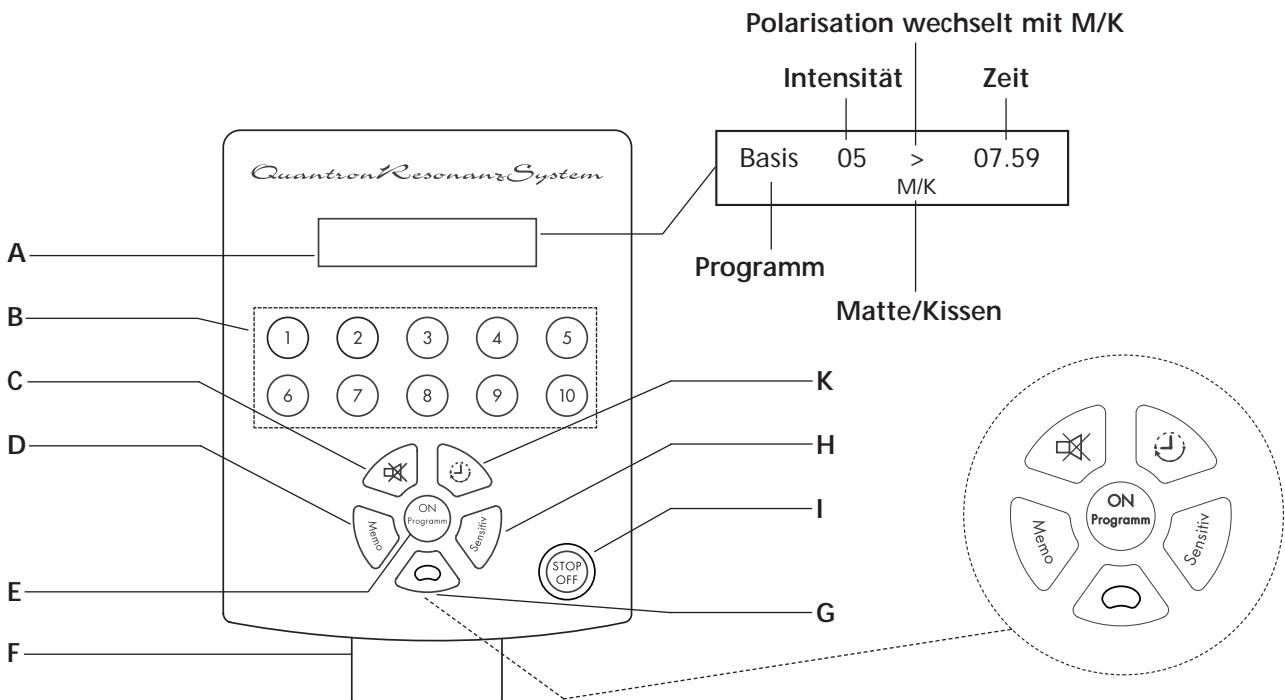 Polarisation wechselt mit M/K
Intensität Zeit
Basis 05 > 07.59
M/K
Programm
Matte/Kissen
QuantronResonanzSystem
A
B
1 2 3 4 5
C
6 7 8 9 10
K
D
H
ON
Programm
Memo
Sensitiv
I
STOP
OFF
E
G
F
ON
Programm
Memo
Sensitiv